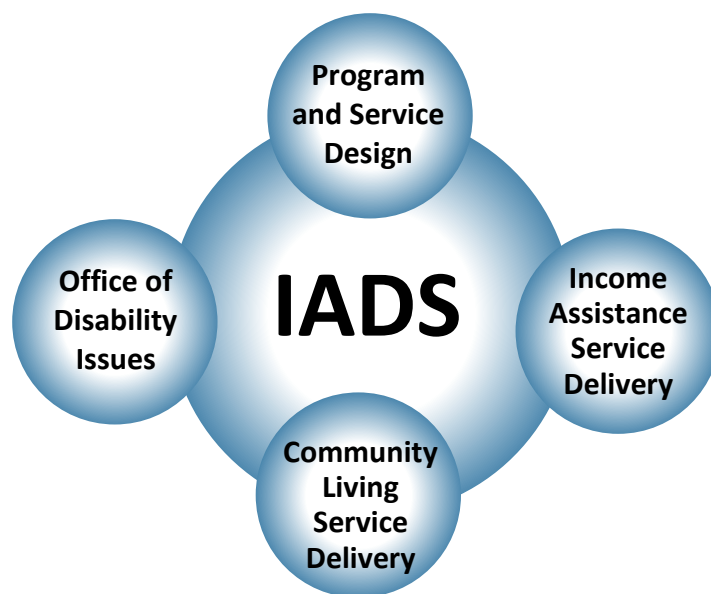 Program
and Service
Design
Office of
Disability
Issues
IADS
Income
Assistance
Service
Delivery
Community
Living
Service
Delivery